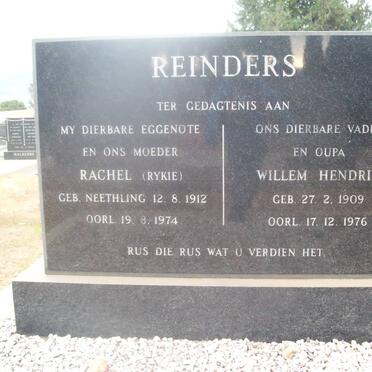 REINDERS
TER GEDAGTENIS AAN
MY DIERBARE EGGENOTE
EN ONS MOEDER
RACHEL (RYKIE)
GEB. NEETHLING 12. 8. 1912
OORL. 19. 8. 1974
ONS DIERBARE VADE
EN OUPA
WILLEM HENDRI
GEB. 27. 2. 1909
OORL. 17. 12. 1976
RUS DIE RUS WAT U VERDIEN HET.